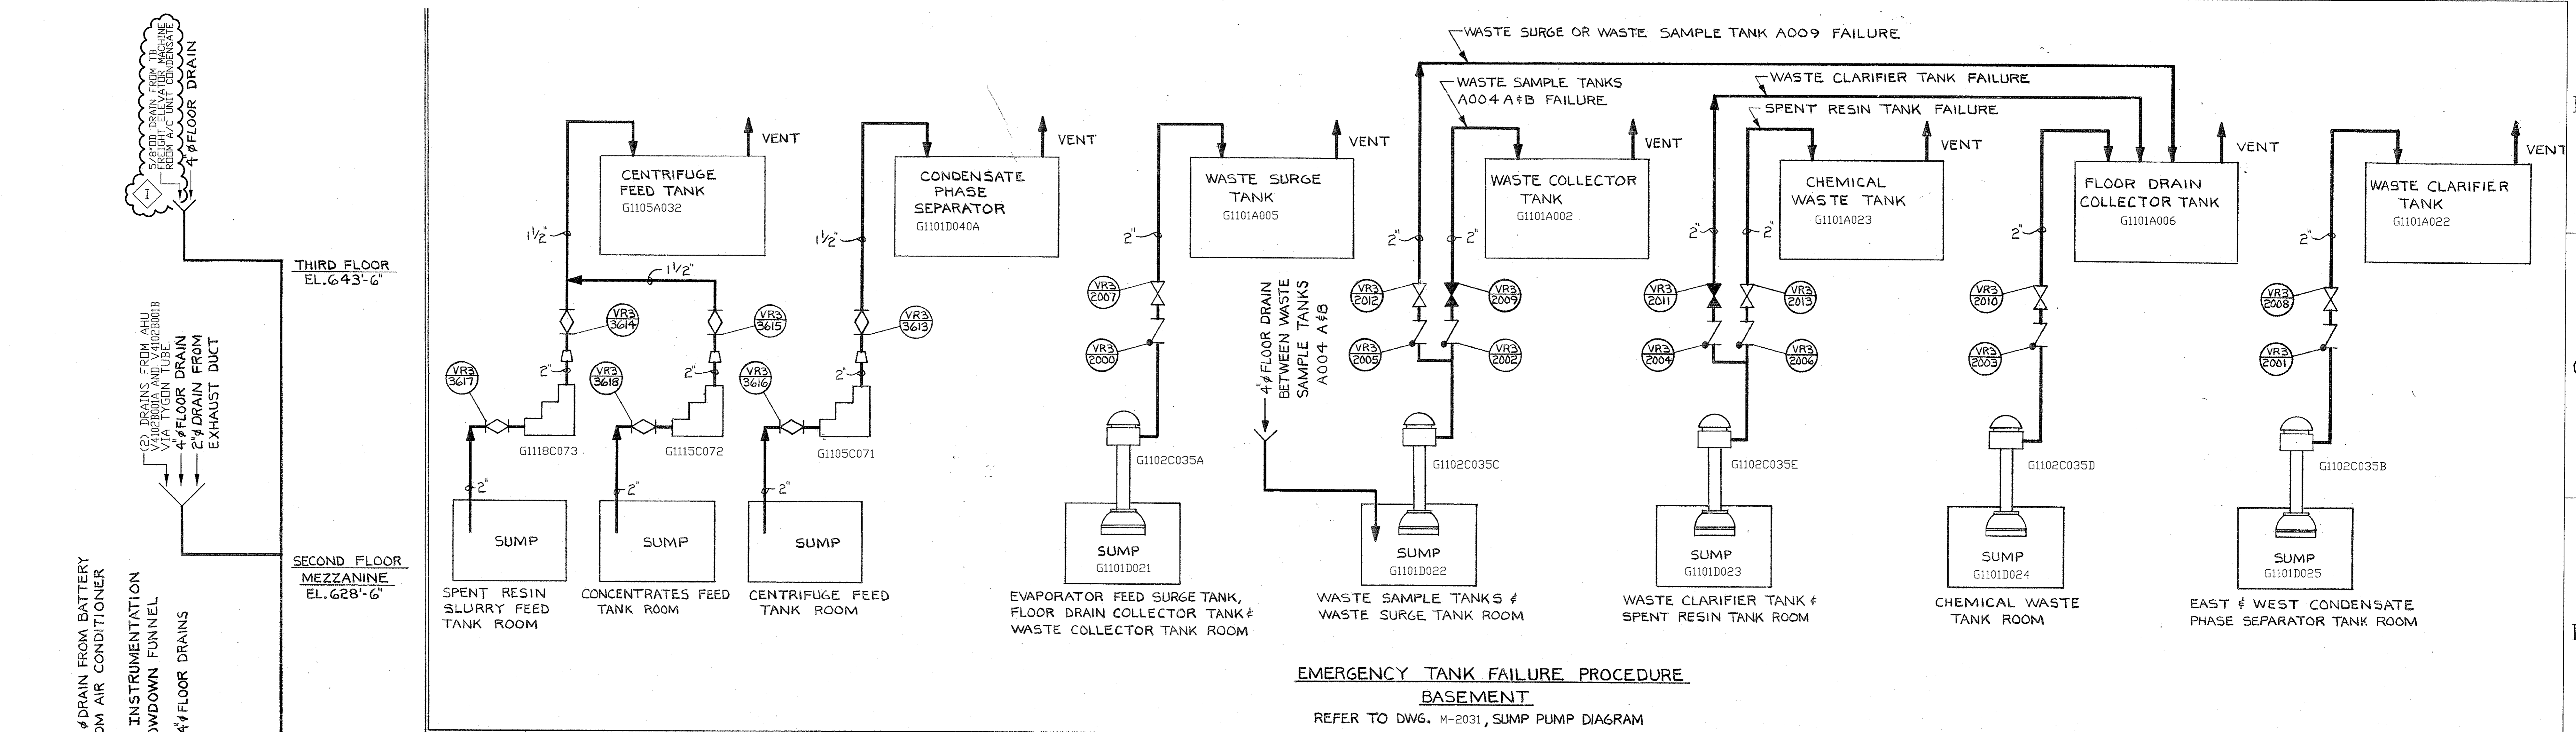 5/8"OD DRAIN FROM TB
FREIGHT ELEVATOR MACHINE
ROOM A/C UNIT CONDENSATE
4"φ FLOOR DRAIN
I
THIRD FLOOR
EL.643'-6"
(2) DRAINS FROM AHU
V4102B001A AND V4102B001B
VIA TYGON TUBE.
4"φ FLOOR DRAIN
2"φ DRAIN FROM
EXHAUST DUCT
SECOND FLOOR
MEZZANINE
EL.628'-6"
φ DRAIN FROM BATTERY
OM AIR CONDITIONER
INSTRUMENTATION
OWDOWN FUNNEL
4"φ FLOOR DRAINS
WASTE SURGE OR WASTE SAMPLE TANK A009 FAILURE
WASTE SAMPLE TANKS
A004 A & B FAILURE
WASTE CLARIFIER TANK FAILURE
SPENT RESIN TANK FAILURE
VENT
VENT
VENT
VENT
VENT
VENT
VENT
CENTRIFUGE
FEED TANK
G1105A032
CONDENSATE
PHASE
SEPARATOR
G1101D040A
WASTE SURGE
TANK
G1101A005
WASTE COLLECTOR
TANK
G1101A002
CHEMICAL
WASTE TANK
G1101A023
FLOOR DRAIN
COLLECTOR TANK
G1101A006
WASTE CLARIFIER
TANK
G1101A022
1½"
1½"
2"
2"
2"
2"
2"
2"
2"
1½"
VR3
3614
VR3
3615
VR3
3613
VR3
2007
VR3
2012
VR3
2009
VR3
2011
VR3
2013
VR3
2010
VR3
2008
VR3
2000
VR3
2005
VR3
2002
VR3
2004
VR3
2006
VR3
2003
VR3
2001
4"φ FLOOR DRAIN
BETWEEN WASTE
SAMPLE TANKS
A004 A & B
VR3
3617
VR3
3618
VR3
3616
2"
2"
2"
G1118C073
G1115C072
G1105C071
G1102C035A
G1102C035C
G1102C035E
G1102C035D
G1102C035B
2"
2"
2"
SUMP
SUMP
SUMP
SUMP
G1101D021
SUMP
G1101D022
SUMP
G1101D023
SUMP
G1101D024
SUMP
G1101D025
SPENT RESIN
SLURRY FEED
TANK ROOM
CONCENTRATES FEED
TANK ROOM
CENTRIFUGE FEED
TANK ROOM
EVAPORATOR FEED SURGE TANK,
FLOOR DRAIN COLLECTOR TANK &
WASTE COLLECTOR TANK ROOM
WASTE SAMPLE TANKS &
WASTE SURGE TANK ROOM
WASTE CLARIFIER TANK &
SPENT RESIN TANK ROOM
CHEMICAL WASTE
TANK ROOM
EAST & WEST CONDENSATE
PHASE SEPARATOR TANK ROOM
EMERGENCY TANK FAILURE PROCEDURE
BASEMENT
REFER TO DWG. M-2031, SUMP PUMP DIAGRAM